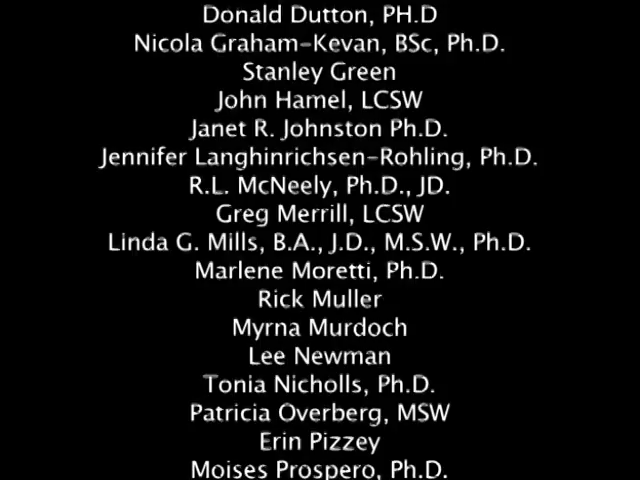 Donald Dutton, PH.D
Nicola Graham-Kevan, BSc, Ph.D.
Stanley Green
John Hamel, LCSW
Janet R. Johnston Ph.D.
Jennifer Langhinrichsen-Rohling, Ph.D.
R.L. McNeely, Ph.D., JD.
Greg Merrill, LCSW
Linda G. Mills, B.A., J.D., M.S.W., Ph.D.
Marlene Moretti, Ph.D.
Rick Muller
Myrna Murdoch
Lee Newman
Tonia Nicholls, Ph.D.
Patricia Overberg, MSW
Erin Pizzey
Moises Prospero, Ph.D.